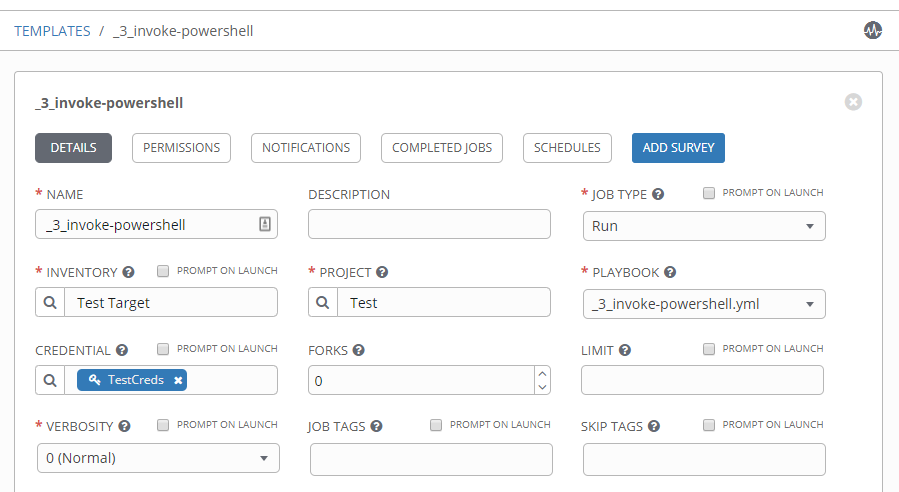 TEMPLATES / _3_invoke-powershell
_3_invoke-powershell
DETAILS PERMISSIONS NOTIFICATIONS COMPLETED JOBS SCHEDULES ADD SURVEY
* NAME DESCRIPTION * JOB TYPE ? PROMPT ON LAUNCH
_3_invoke-powershell Run
* INVENTORY ? PROMPT ON LAUNCH * PROJECT ? * PLAYBOOK ?
Test Target Test _3_invoke-powershell.yml
CREDENTIAL ? PROMPT ON LAUNCH FORKS ? LIMIT ? PROMPT ON LAUNCH
TestCreds 0
* VERBOSITY ? PROMPT ON LAUNCH JOB TAGS ? PROMPT ON LAUNCH SKIP TAGS ? PROMPT ON LAUNCH
0 (Normal)